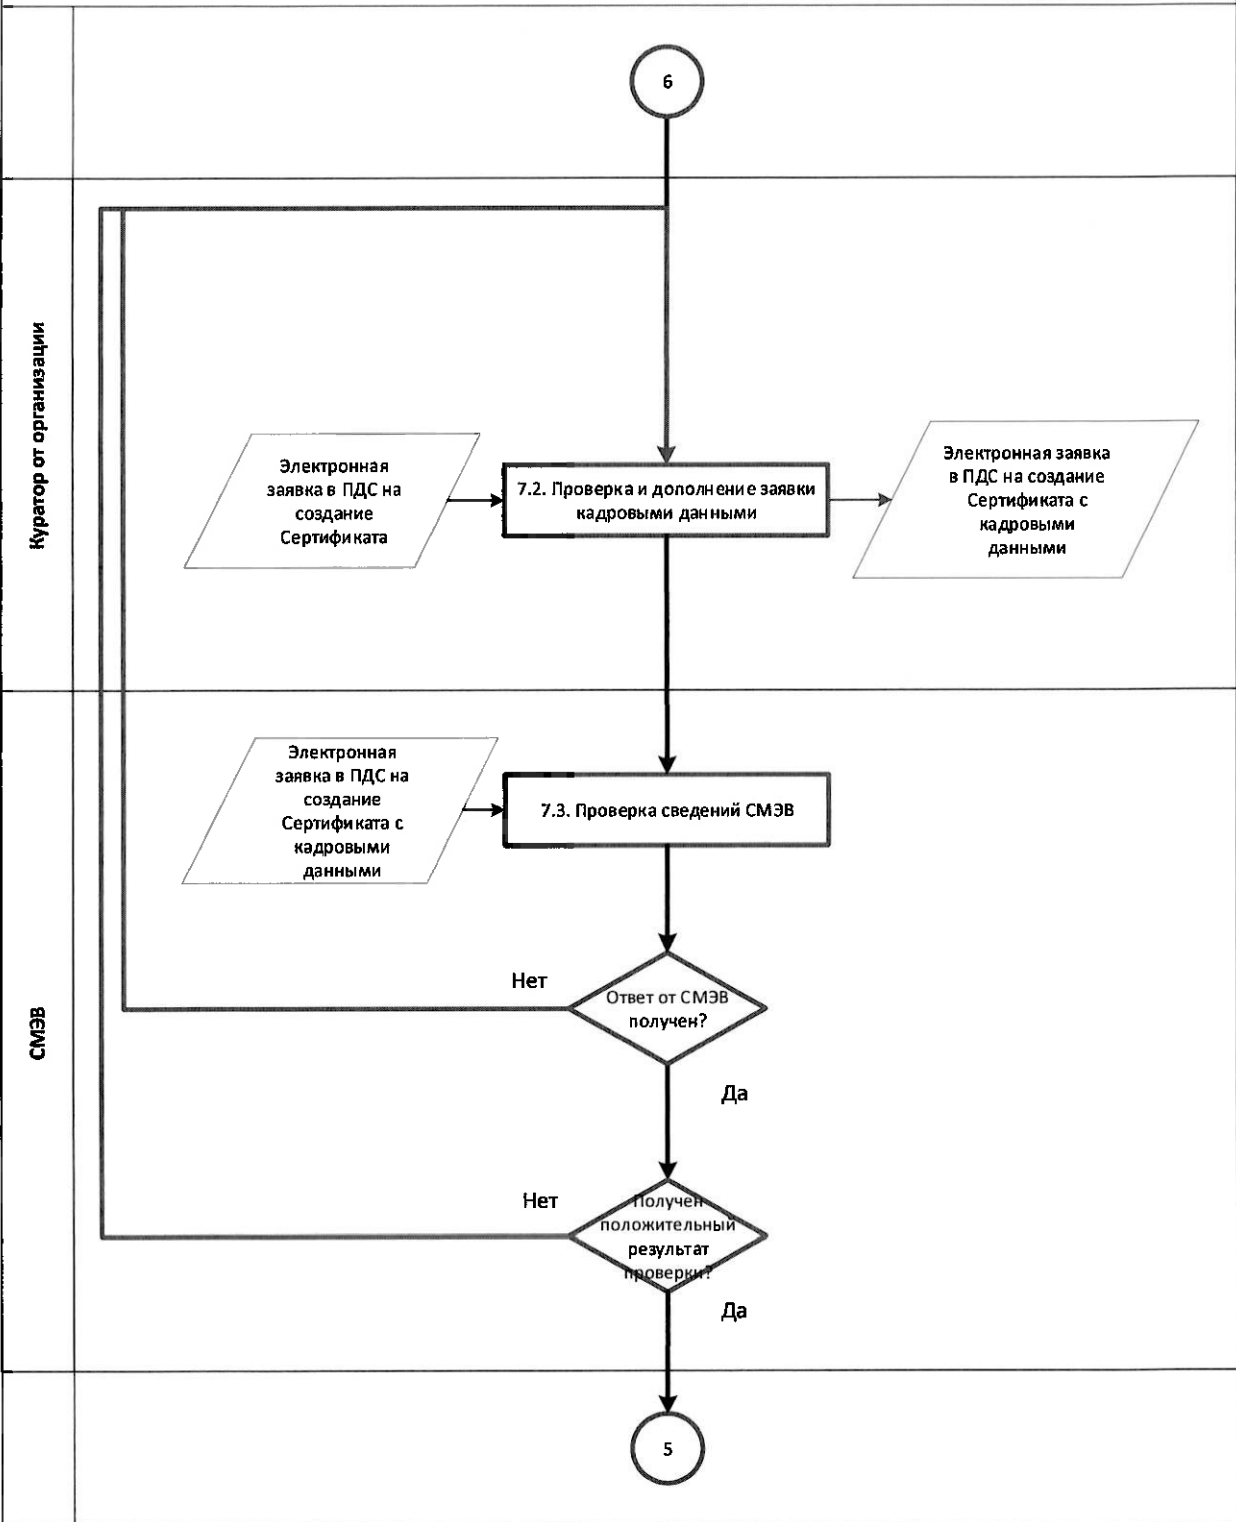 6
Куратор от организации
Электронная
заявка в ПДС на
создание
Сертификата
7.2. Проверка и дополнение заявки
кадровыми данными
Электронная заявка
в ПДС на создание
Сертификата с
кадровыми
данными
СМЭВ
Электронная
заявка в ПДС на
создание
Сертификата с
кадровыми
данными
7.3. Проверка сведений СМЭВ
Нет
Ответ от СМЭВ
получен?
Да
Нет
Получен
положительный
результат
проверки?
Да
5